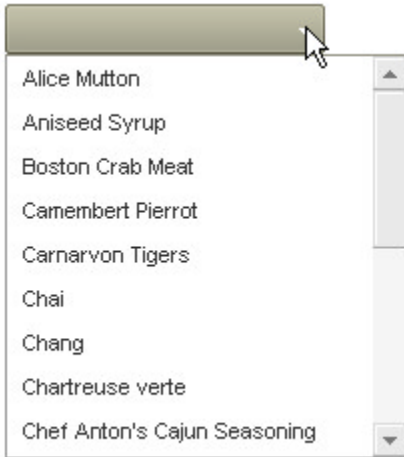 Alice Mutton
Aniseed Syrup
Boston Crab Meat
Camembert Pierrot
Carnarvon Tigers
Chai
Chang
Chartreuse verte
Chef Anton's Cajun Seasoning